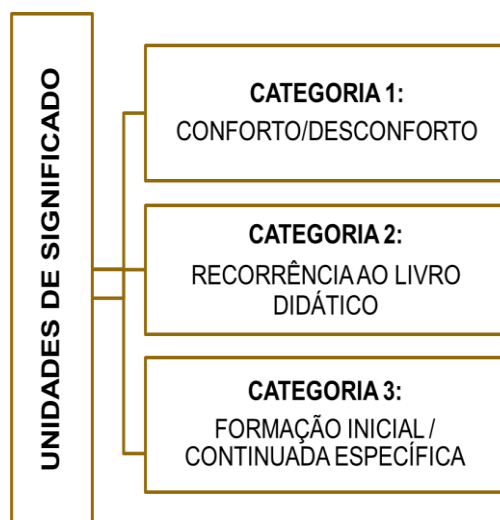 UNIDADES DE SIGNIFICADO
CATEGORIA 1:
CONFORTO/DESCONFORTO
CATEGORIA 2:
RECORRÊNCIA AO LIVRO
DIDÁTICO
CATEGORIA 3:
FORMAÇÃO INICIAL /
CONTINUADA ESPECÍFICA